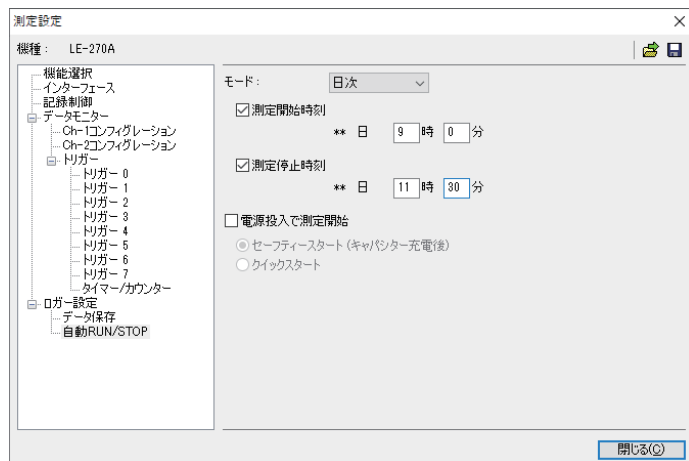 測定設定
機種： LE-270A
機能選択
インターフェース
記録制御
データモニター
Ch-1コンフィグレーション
Ch-2コンフィグレーション
トリガー
トリガー 0
トリガー 1
トリガー 2
トリガー 3
トリガー 4
トリガー 5
トリガー 6
トリガー 7
タイマー/カウンター
ロガー設定
データ保存
自動RUN/STOP
モード： 日次
測定開始時刻
** 日 9 時 0 分
測定停止時刻
** 日 11 時 30 分
電源投入で測定開始
セーフティースタート(キャパシター充電後)
クイックスタート
閉じる(C)